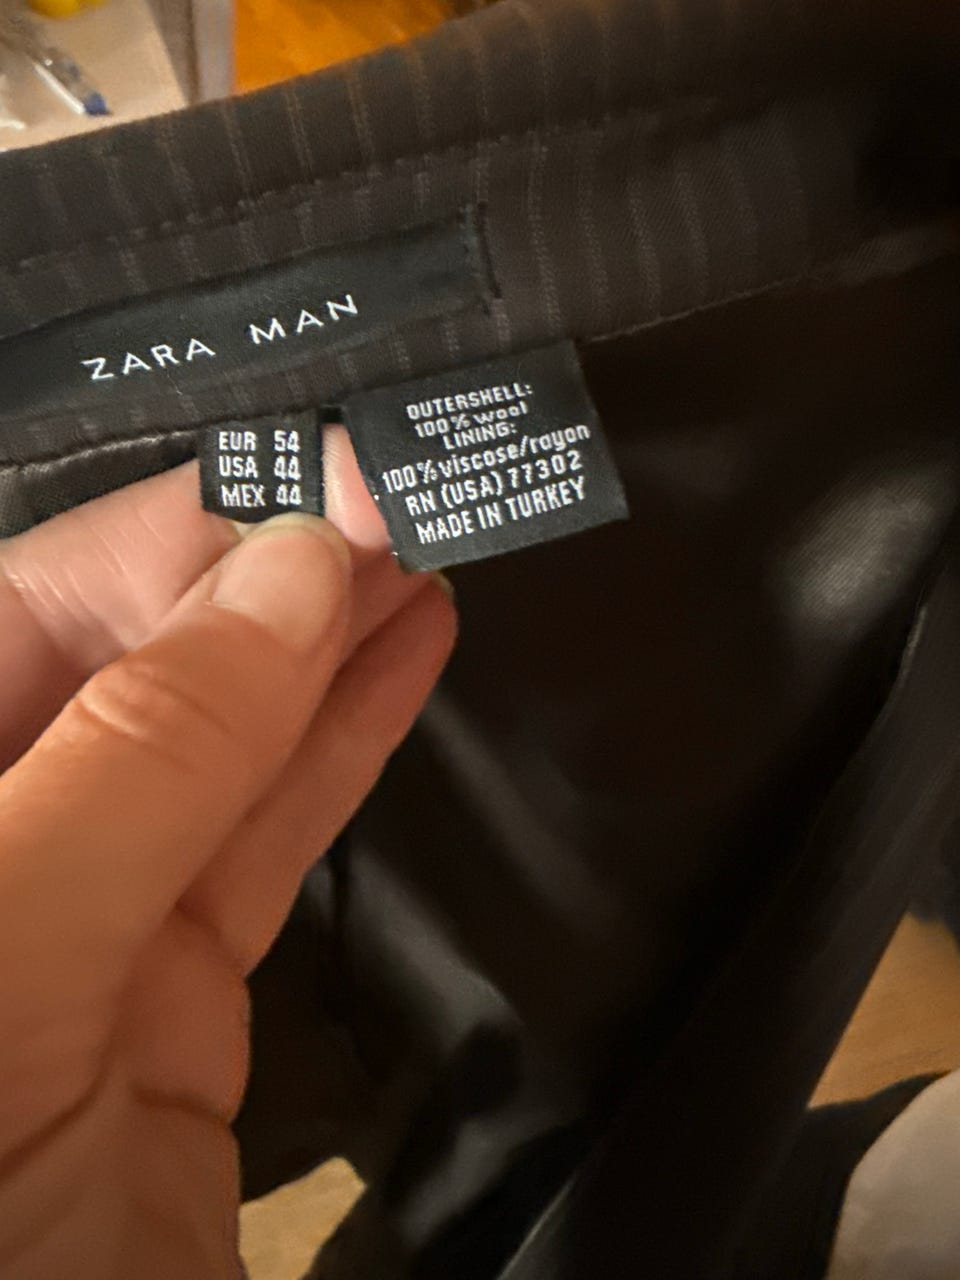 ZARA MAN
EUR 54
USA 44
MEX 44
OUTERSHELL:
100% wool
LINING:
100% viscose/rayon
RN (USA) 77302
MADE IN TURKEY